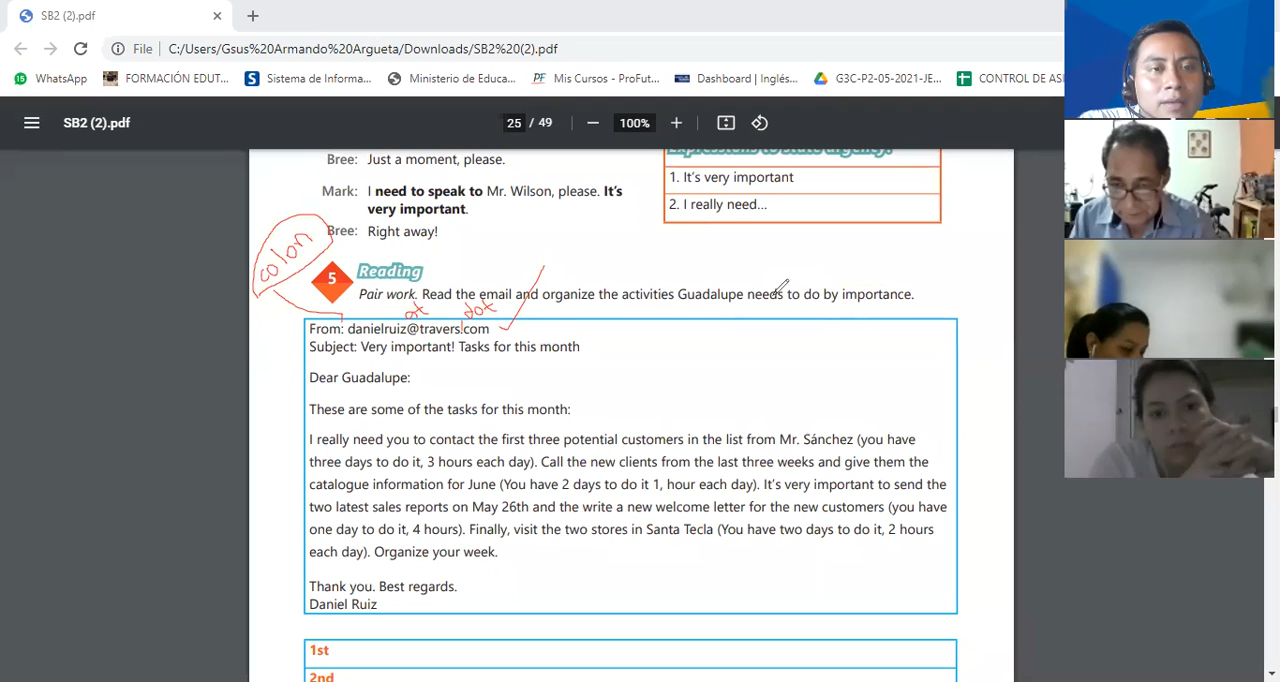 SB2 (2).pdf
File | C:/Users/Gsus%20Armando%20Argueta/Downloads/SB2%20(2).pdf
WhatsApp FORMACIÓN EDUT... Sistema de Informa... Ministerio de Educa... Mis Cursos - ProFut... Dashboard | Inglés,... G3C-P2-05-2021-JE... CONTROL DE AS
SB2 (2).pdf 25 / 49 100%
Expressions to state urgency:
Bree: Just a moment, please.
1. It's very important
Mark: I need to speak to Mr. Wilson, please. It's
very important.
2. I really need...
Bree: Right away!
colon
5 Reading
Pair work. Read the email and organize the activities Guadalupe needs to do by importance.
at dot
From: danielruiz@travers.com
Subject: Very important! Tasks for this month
Dear Guadalupe:
These are some of the tasks for this month:
I really need you to contact the first three potential customers in the list from Mr. Sánchez (you have
three days to do it, 3 hours each day). Call the new clients from the last three weeks and give them the
catalogue information for June (You have 2 days to do it 1, hour each day). It's very important to send the
two latest sales reports on May 26th and the write a new welcome letter for the new customers (you have
one day to do it, 4 hours). Finally, visit the two stores in Santa Tecla (You have two days to do it, 2 hours
each day). Organize your week.
Thank you. Best regards.
Daniel Ruiz
1st
2nd